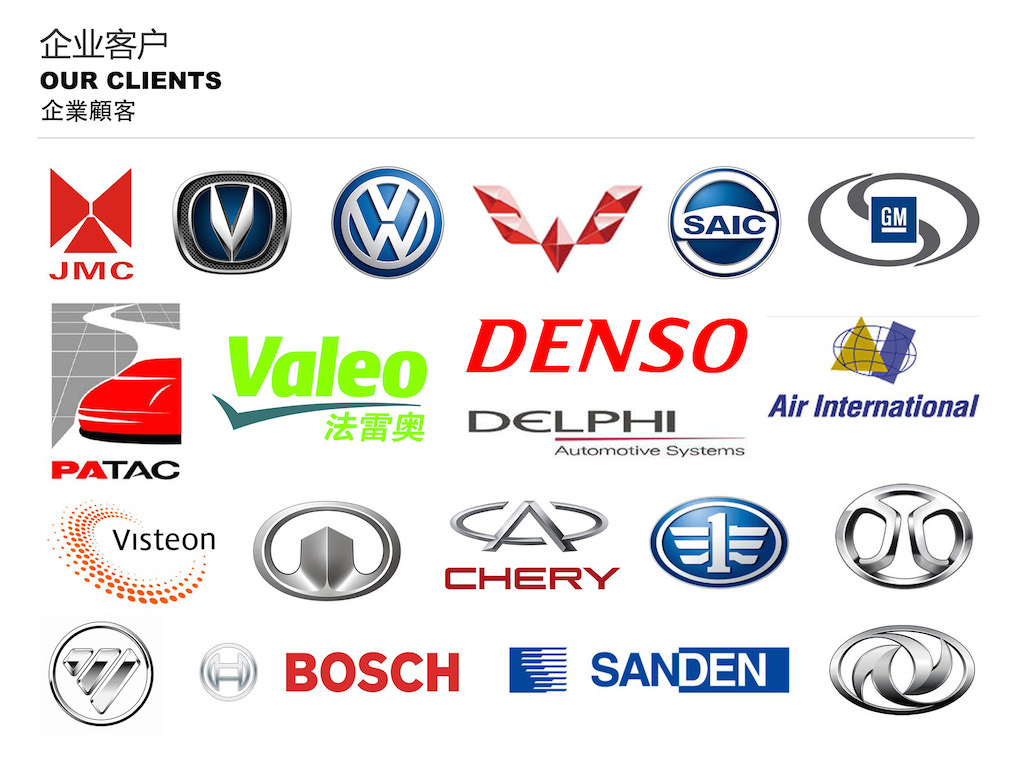 企业客户
OUR CLIENTS
企業顧客
JMC
SAIC
GM
PATAC
Valeo
法雷奥
DENSO
DELPHI
Automotive Systems
Air International
Visteon
CHERY
1
BOSCH
SANDEN